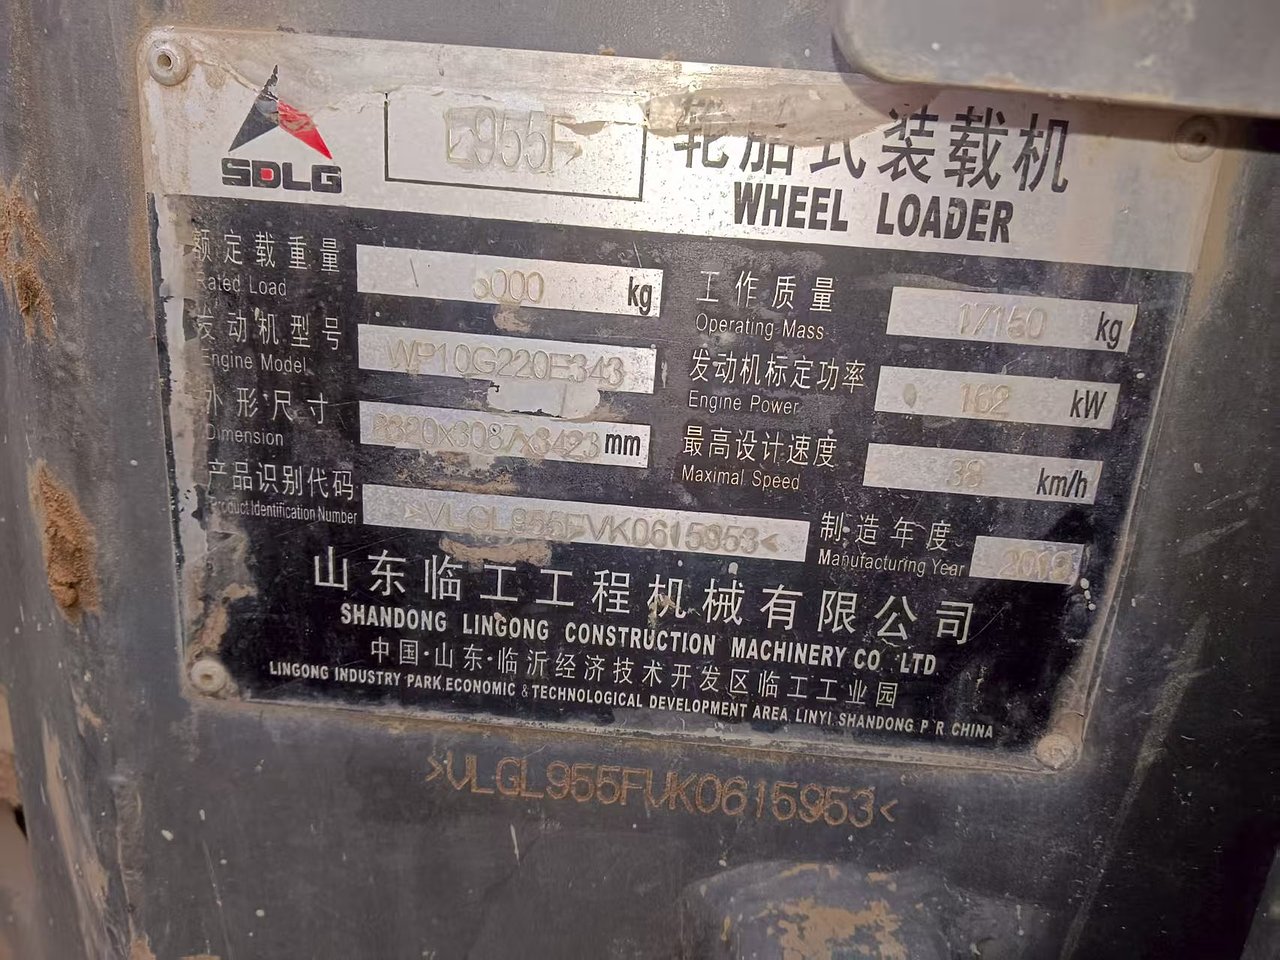 SDLG
955F
轮胎式装载机
WHEEL LOADER
额定载重量
Rated Load
5000 kg
工作质量
Operating Mass
17150 kg
发动机型号
Engine Model
WP10G220E343
发动机标定功率
Engine Power
162 kW
外形尺寸
Dimension
8320×3087×3423 mm
最高设计速度
Maximal Speed
38 km/h
产品识别代码
Product Identification Number
>VLGL955FVK0615953<
制造年度
Manufacturing Year
2019
山东临工工程机械有限公司
SHANDONG LINGONG CONSTRUCTION MACHINERY CO LTD
中国·山东·临沂经济技术开发区临工工业园
LINGONG INDUSTRY PARK,ECONOMIC & TECHNOLOGICAL DEVELOPMENT AREA, LINYI SHANDONG P R CHINA
>VLGL955FVK0615953<